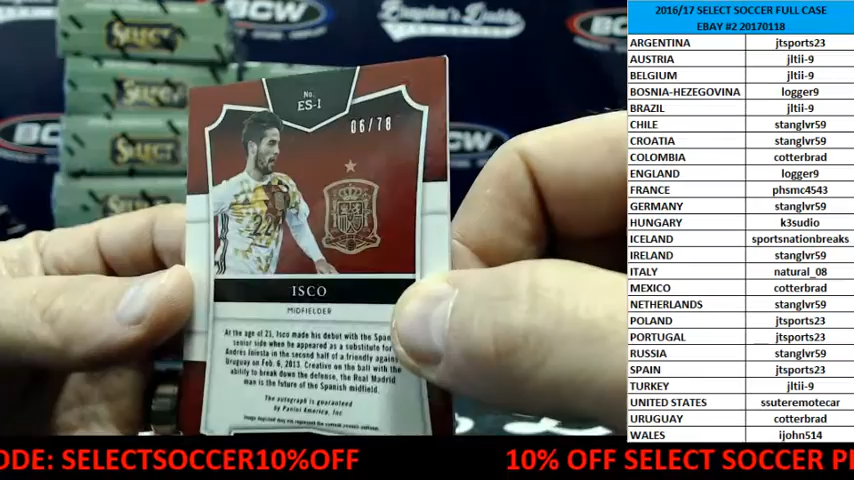 SELECT
BCW
SELECT
SELECT
BCW
No.
ES-I
06/78
22
ISCO
MIDFIELDER
At the age of 21, Isco made his debut with the Spanish
senior side when he appeared as a substitute for
Andrés Iniesta in the second half of a friendly against
Uruguay on Feb. 6, 2013. Creative on the ball with the
ability to break down the defense, the Real Madrid
man is the future of the Spanish midfield.
The autograph is guaranteed
by Panini America, Inc.
2016/17 SELECT SOCCER FULL CASE
EBAY #2 20170118
ARGENTINA jtsports23
AUSTRIA jltii-9
BELGIUM jltii-9
BOSNIA-HEZEGOVINA logger9
BRAZIL jltii-9
CHILE stanglvr59
CROATIA stanglvr59
COLOMBIA cotterbrad
ENGLAND logger9
FRANCE phsmc4543
GERMANY stanglvr59
HUNGARY k3sudio
ICELAND sportsnationbreaks
IRELAND stanglvr59
ITALY natural_08
MEXICO cotterbrad
NETHERLANDS stanglvr59
POLAND jtsports23
PORTUGAL __ jtsports23
RUSSIA stanglvr59
SPAIN jtsports23
TURKEY jltii-9
UNITED STATES ssuteremotecar
URUGUAY cotterbrad
WALES ijohn514
ODE: SELECTSOCCER10%OFF 10% OFF SELECT SOCCER